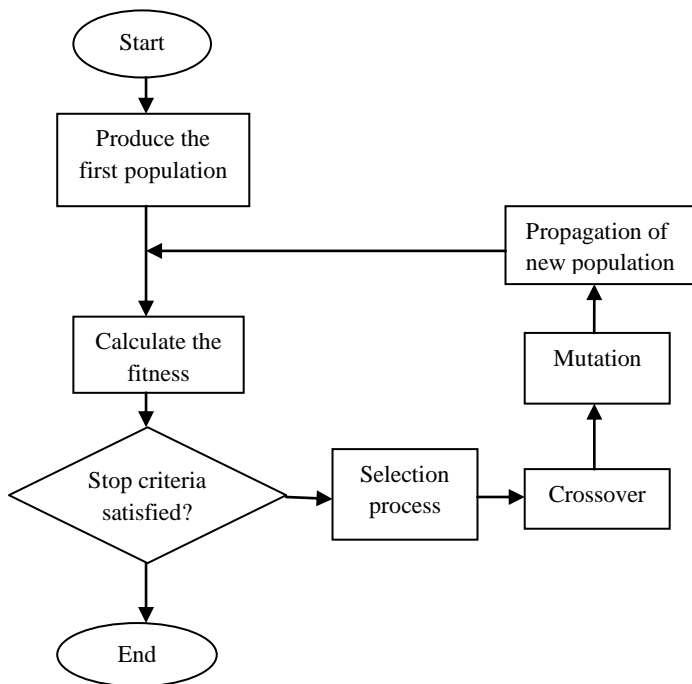 Start
Produce the
first population
Propagation of
new population
Calculate the
fitness
Mutation
Stop criteria
satisfied?
Selection
process
Crossover
End